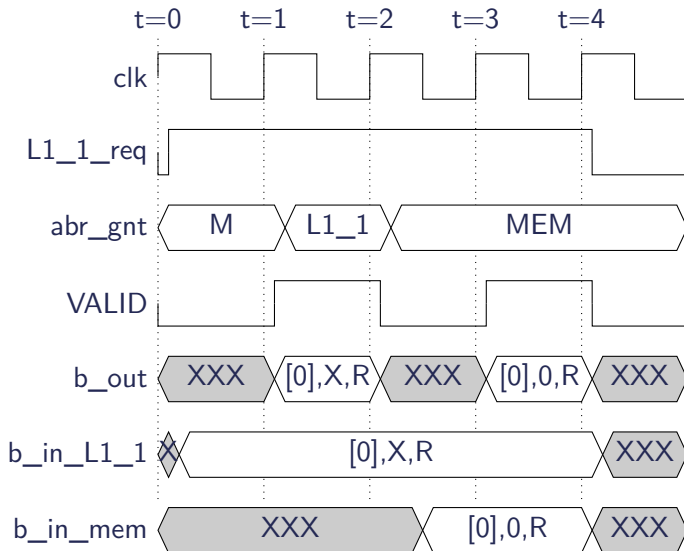 t=0 t=1 t=2 t=3 t=4
clk
L1_1_req
abr_gnt M L1_1 MEM
VALID
b_out XXX [0],X,R XXX [0],0,R XXX
b_in_L1_1 X [0],X,R XXX
b_in_mem XXX [0],0,R XXX